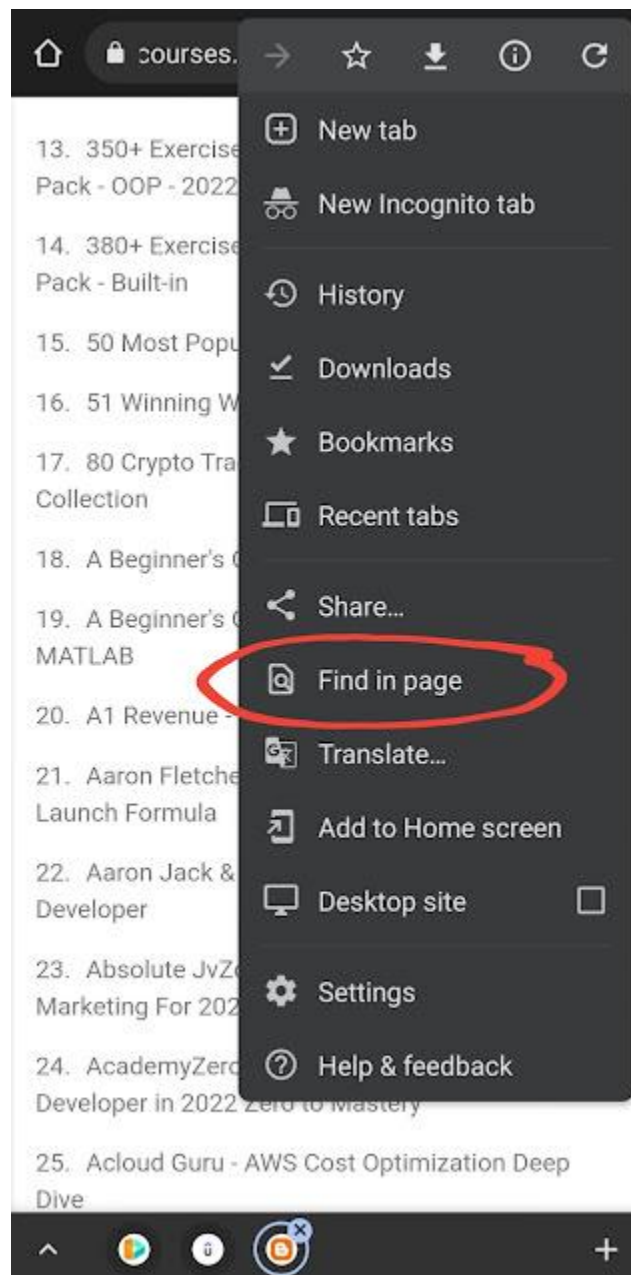 courses.
New tab
New Incognito tab
History
Downloads
Bookmarks
Recent tabs
Share...
Find in page
Translate...
Add to Home screen
Desktop site
Settings
Help & feedback
13. 350+ Exercise
Pack - OOP - 2022
14. 380+ Exercise
Pack - Built-in
15. 50 Most Popu
16. 51 Winning W
17. 80 Crypto Tra
Collection
18. A Beginner's
19. A Beginner's
MATLAB
20. A1 Revenue -
21. Aaron Fletche
Launch Formula
22. Aaron Jack &
Developer
23. Absolute JvZ
Marketing For 202
24. AcademyZero
Developer in 2022 Zero to Mastery
25. Acloud Guru - AWS Cost Optimization Deep
Dive